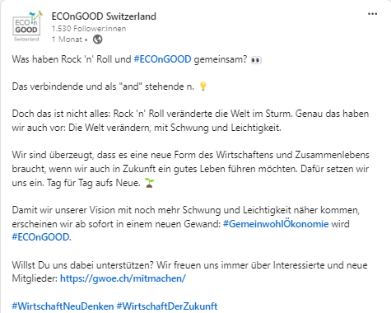 ECON
GOOD
Switzerland
ECOnGOOD Switzerland
1.530 Follower:innen
1 Monat •
Was haben Rock 'n' Roll und #ECOnGOOD gemeinsam? 👀
Das verbindende und als "and" stehende n. 💡
Doch das ist nicht alles: Rock 'n' Roll veränderte die Welt im Sturm. Genau das haben
wir auch vor: Die Welt verändern, mit Schwung und Leichtigkeit.
Wir sind überzeugt, dass es eine neue Form des Wirtschaftens und Zusammenlebens
braucht, wenn wir auch in Zukunft ein gutes Leben führen möchten. Dafür setzen wir
uns ein. Tag für Tag aufs Neue. 🌱
Damit wir unserer Vision mit noch mehr Schwung und Leichtigkeit näher kommen,
erscheinen wir ab sofort in einem neuen Gewand: #GemeinwohlÖkonomie wird
#ECOnGOOD.
Willst Du uns dabei unterstützen? Wir freuen uns immer über Interessierte und neue
Mitglieder: https://gwoe.ch/mitmachen/
#WirtschaftNeuDenken #WirtschaftDerZukunft